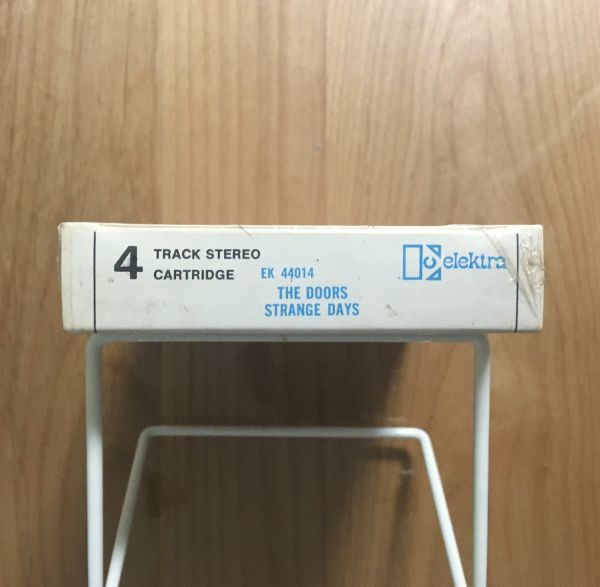 4 TRACK STEREO
CARTRIDGE EK 44014
THE DOORS
STRANGE DAYS
elektra